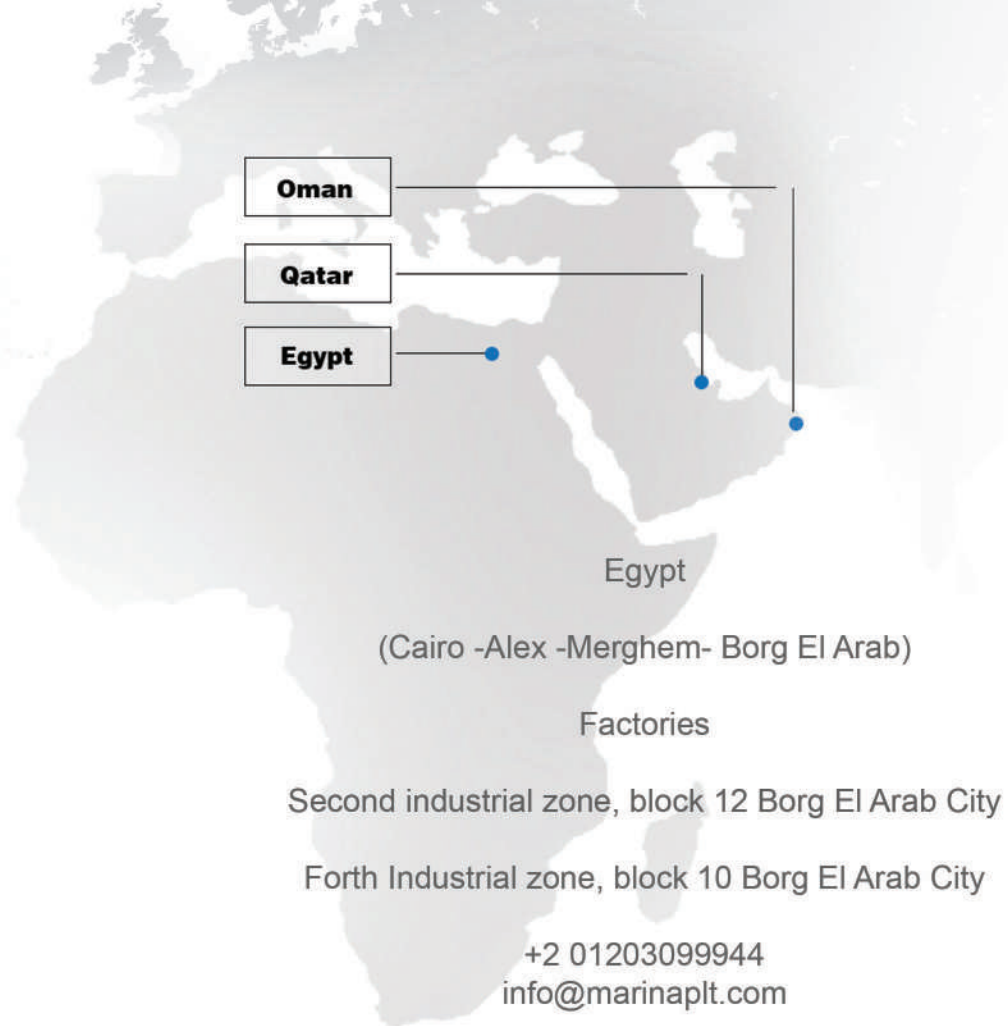 Oman
Qatar
Egypt
Egypt
(Cairo -Alex -Merghem- Borg El Arab)
Factories
Second industrial zone, block 12 Borg El Arab City
Forth Industrial zone, block 10 Borg El Arab City
+2 01203099944
info@marinaplt.com